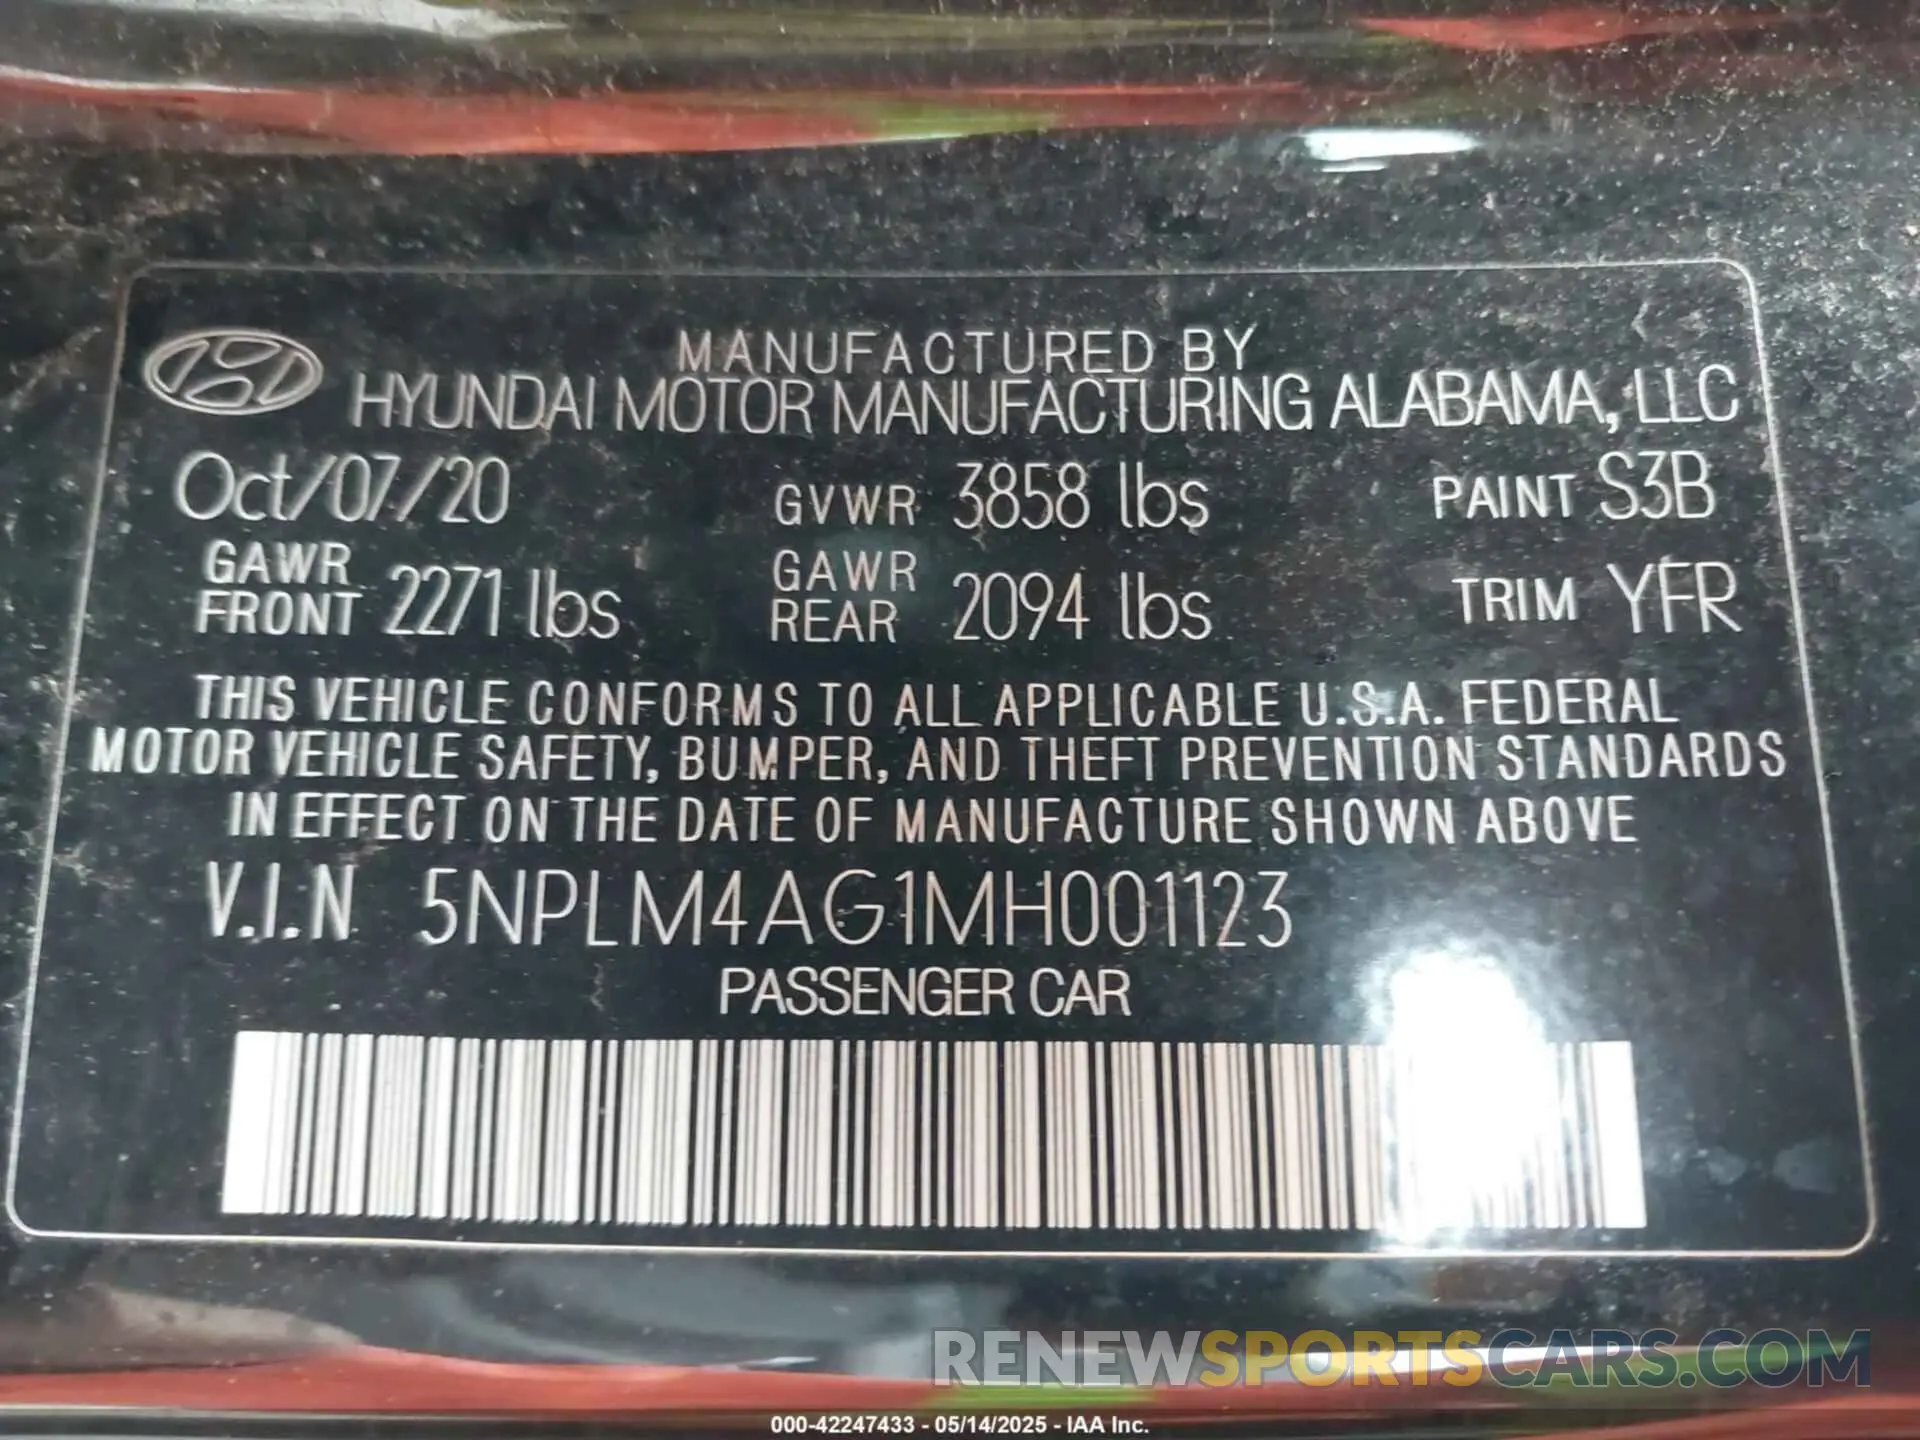 MANUFACTURED BY
HYUNDAI MOTOR MANUFACTURING ALABAMA, LLC
Oct/07/20 GVWR 3858 lbs PAINT S3B
GAWR FRONT 2271 lbs GAWR REAR 2094 lbs TRIM YFR
THIS VEHICLE CONFORMS TO ALL APPLICABLE U.S.A. FEDERAL
MOTOR VEHICLE SAFETY, BUMPER, AND THEFT PREVENTION STANDARDS
IN EFFECT ON THE DATE OF MANUFACTURE SHOWN ABOVE
V.I.N 5NPLM4AG1MH001123
PASSENGER CAR
RENEWSPORTSCARS.COM
000-42247433 - 05/14/2025 - IAA Inc.